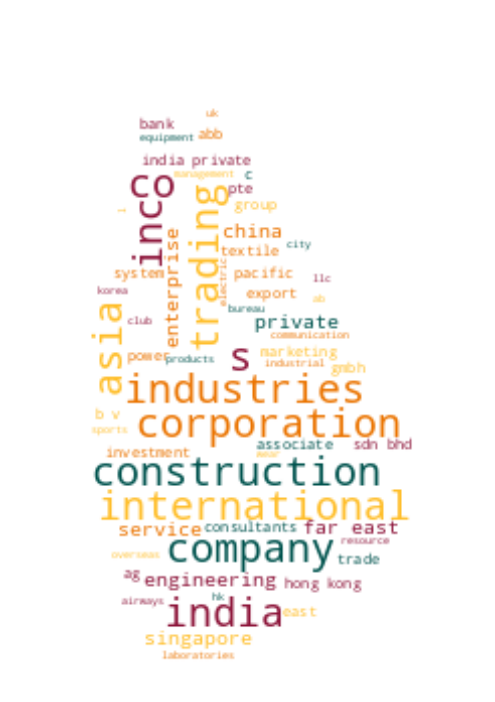 uk
bank
equipment abb
india private
management c
co pte
inc
trading
group
enterprise
china
textile city
system
electric
pacific llc
korea
export ab
asia
bureau
club
private
communication
power products
s
marketing
industrial gmbh
industries
b v
corporation
sports
associate sdn bhd
investment wear
construction
international
service consultants far east
company resource
overseas trade
ag engineering hong kong
airways hk
india east
singapore
laboratories